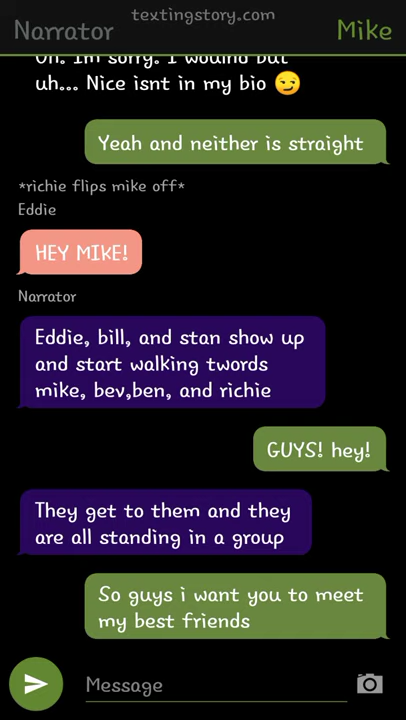 textingstory.com
Narrator
Mike
Uh. Im sorry. I wouind but
uh... Nice isnt in my bio 😏
Yeah and neither is straight
*richie flips mike off*
Eddie
HEY MIKE!
Narrator
Eddie, bill, and stan show up
and start walking twords
mike, bev,ben, and richie
GUYS! hey!
They get to them and they
are all standing in a group
So guys i want you to meet
my best friends
Message